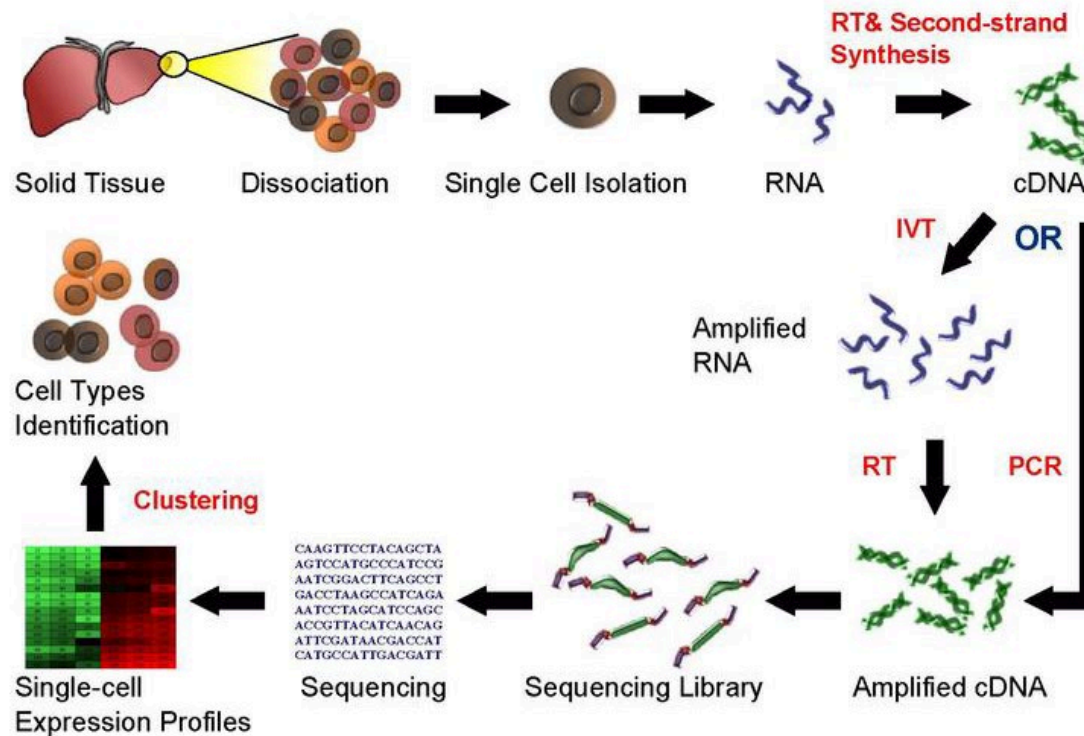 RT& Second-strand
Synthesis
Solid Tissue
Dissociation
Single Cell Isolation
RNA
cDNA
IVT
OR
Amplified
RNA
Cell Types
Identification
RT
PCR
Clustering
CAAGTTCCTACAGCTA
AGTCCATGCCCATCCG
AATCGGACTTCAGCCT
GACCTAAGCCATCAGA
AATCCTAGCATCCAGC
ACCGTTACATCAACAG
ATTCGATAACGACCAT
CATGCCATTGACGATT
Single-cell
Expression Profiles
Sequencing
Sequencing Library
Amplified cDNA